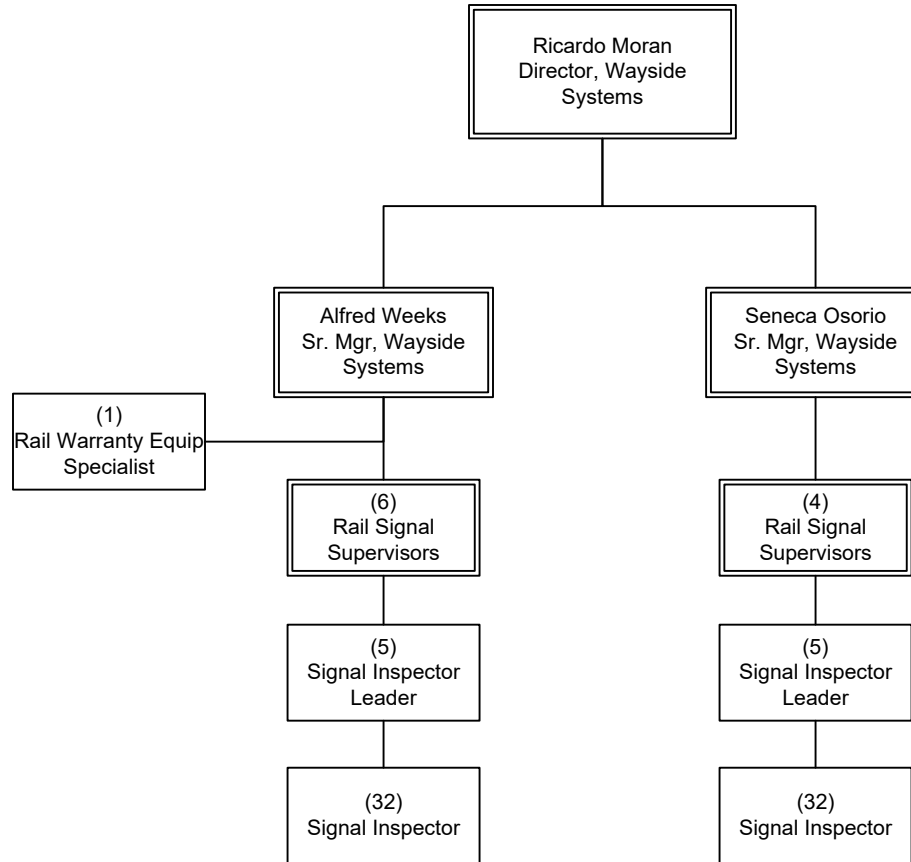 Ricardo Moran
Director, Wayside
Systems
Alfred Weeks
Sr. Mgr, Wayside
Systems
Seneca Osorio
Sr. Mgr, Wayside
Systems
(1)
Rail Warranty Equip
Specialist
(6)
Rail Signal
Supervisors
(4)
Rail Signal
Supervisors
(5)
Signal Inspector
Leader
(5)
Signal Inspector
Leader
(32)
Signal Inspector
(32)
Signal Inspector